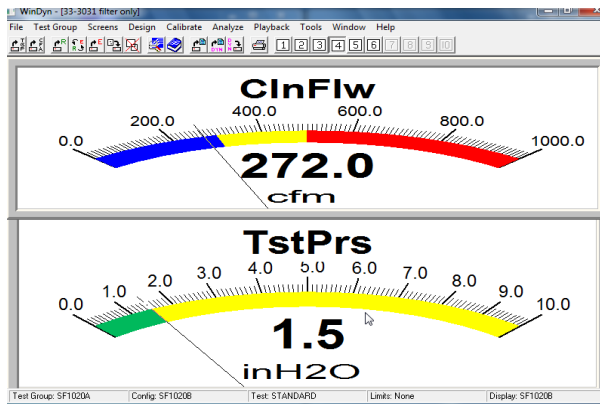 WinDyn - [33-3031 filter only]
File Test Group Screens Design Calibrate Analyze Playback Tools Window Help
1 2 3 4 5 6 7 8 9 10
ClnFlw
0.0 200.0 400.0 600.0 800.0 1000.0
272.0
cfm
TstPrs
0.0 1.0 2.0 3.0 4.0 5.0 6.0 7.0 8.0 9.0 10.0
1.5
inH2O
Test Group: SF1020A Config: SF1020B Test: STANDARD Limits: None Display: SF1020B